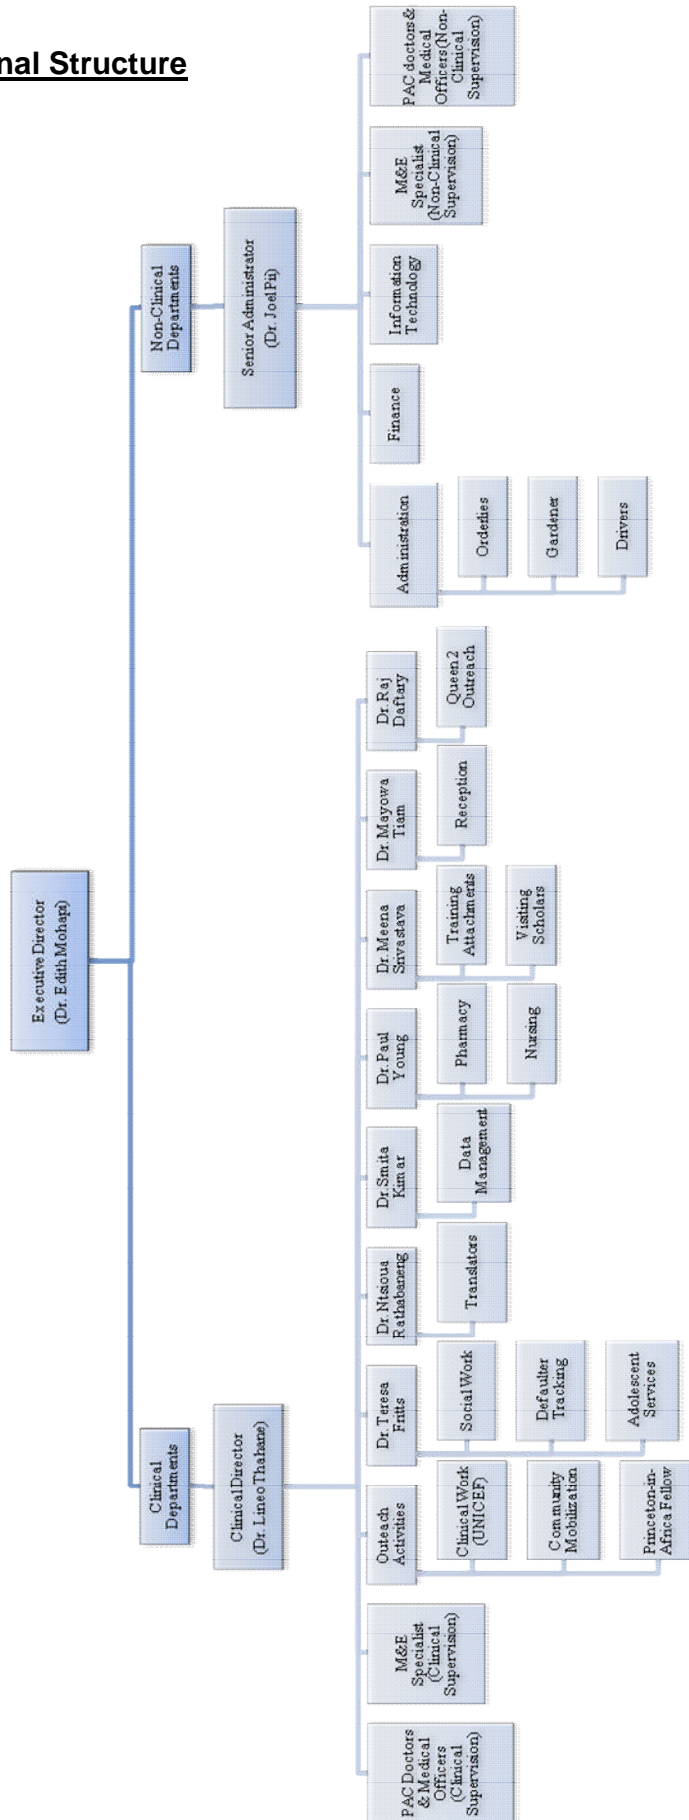 nal Structure
Executive Director
(Dr. Edith Mohapi)
Clinical
Departments
Non-Clinical
Departments
Clinical Director
(Dr. Lineo Thahane)
Senior Administrator
(Dr. Joel Pii)
PAC Doctors
& Medical
Officers
(Clinical
Supervision)
M&E
Specialist
(Clinical
Supervision)
Outeach
Activities
Clinical Work
(UNICEF)
Community
Mobilization
Princeton-in-
Africa Fellow
Dr. Teresa
Fritts
Social Work
Defaulter
Tracking
Adolescent
Services
Dr. Ntsioua
Rathabaneng
Translators
Dr. Smita
Kimar
Data
Management
Dr. Paul
Young
Pharmacy
Nursing
Dr. Meena
Srivastava
Training
Attachments
Visiting
Scholars
Dr. Mayowa
Tiam
Reception
Dr. Raj
Daftary
Queen 2
Outreach
Administration
Orderlies
Gardener
Drivers
Finance
Information
Technology
M&E
Specialist
(Non-Clinical
Supervision)
PAC doctors &
Medical
Officers (Non-
Clinical
Supervision)